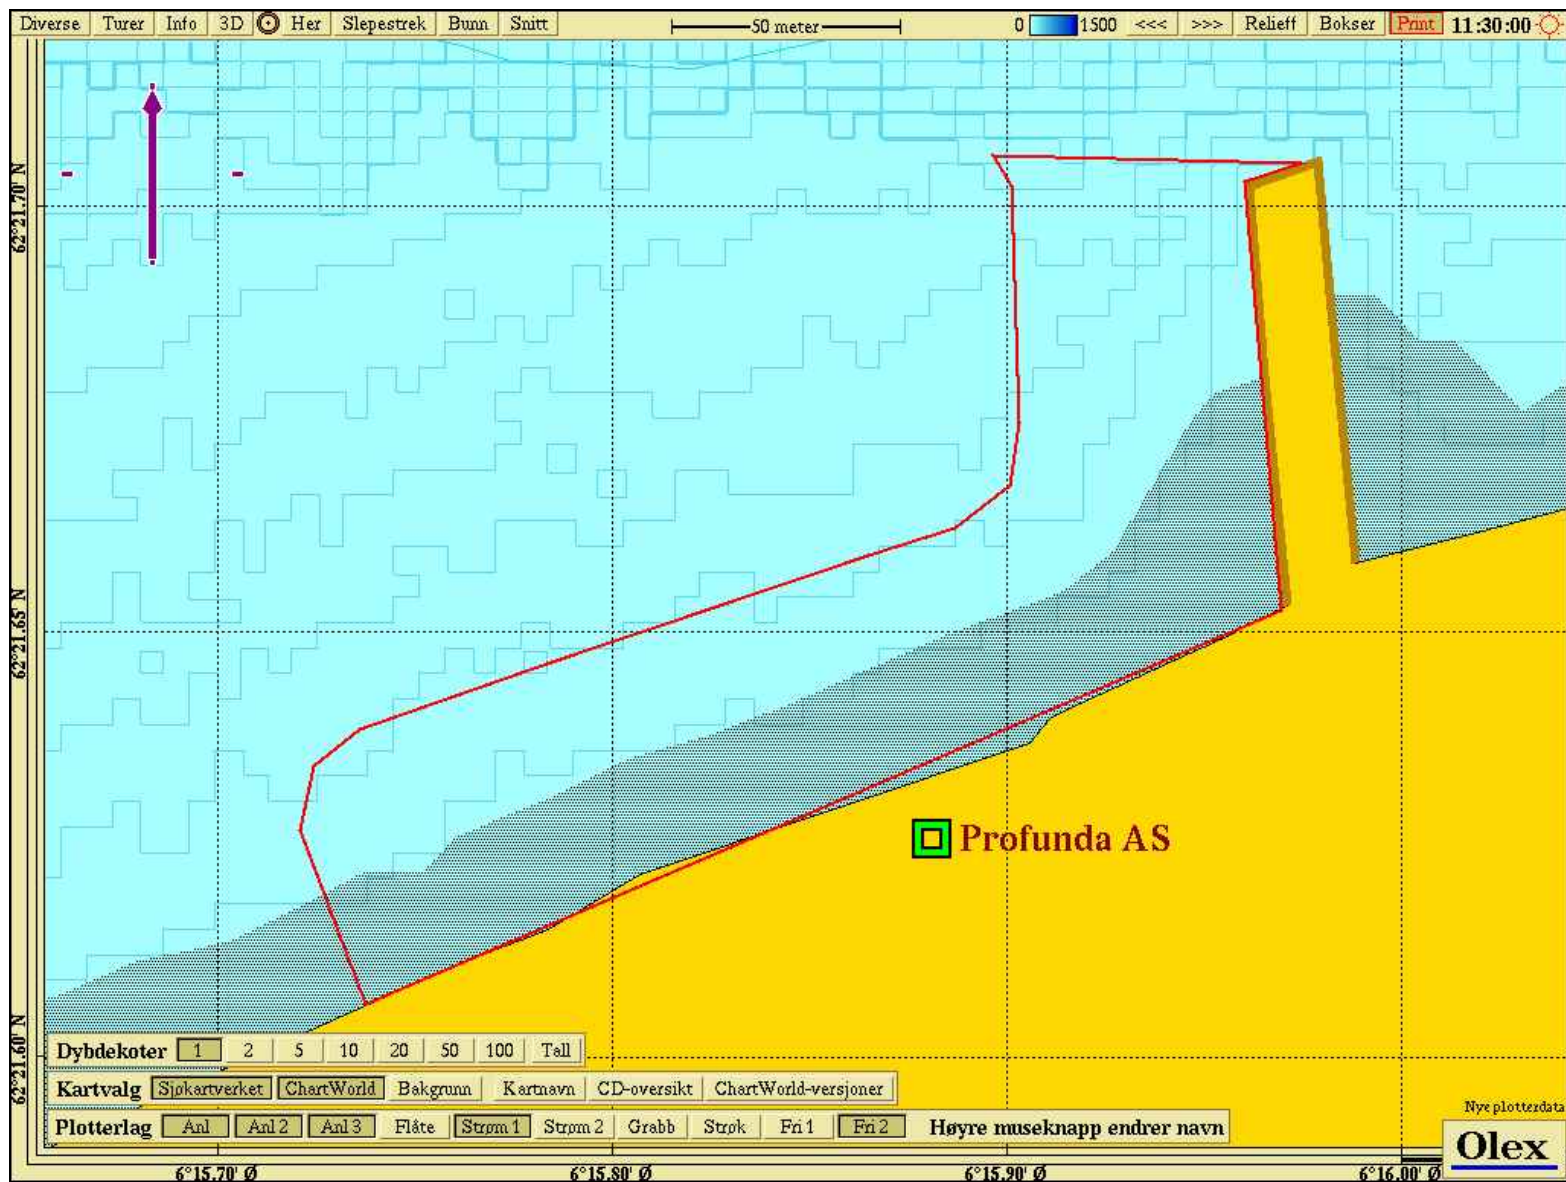 Diverse Turer Info 3D Her Slepestrek Bunn Snitt 50 meter 0 1500 <<< >>> Relieff Bokser Print 11:30:00
62°21.70' N
62°21.65' N
Profunda AS
62°21.60' N
Dybdekoter 1 2 5 10 20 50 100 Tall
Kartvalg Sjøkartverket ChartWorld Bakgrunn Kartnavn CD-oversikt ChartWorld-versjoner
Nye plotterdata
Plotterlag Anl Anl 2 Anl 3 Flåte Strøm 1 Strøm 2 Grabb Strøk Fri 1 Fri 2 Høyre museknapp endrer navn
Olex
6°15.70' Ø 6°15.80' Ø 6°15.90' Ø 6°16.00' Ø